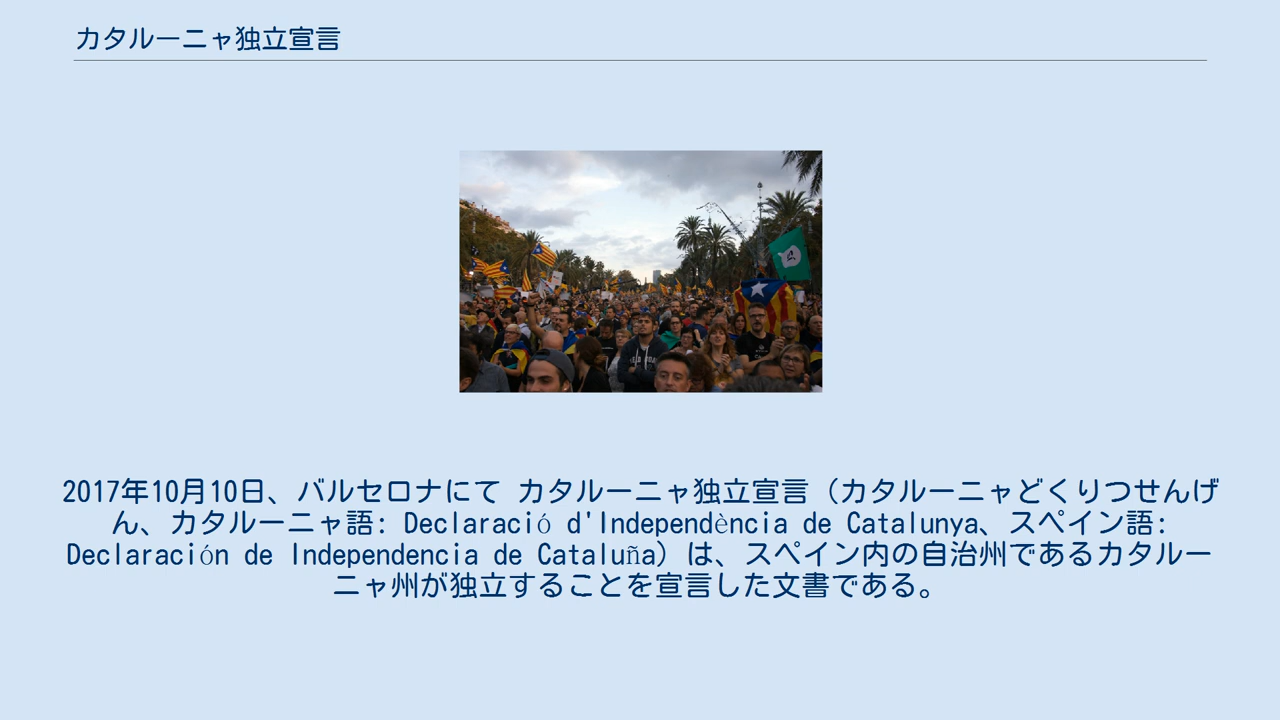 カタルーニャ独立宣言
2017年10月10日、バルセロナにて カタルーニャ独立宣言（カタルーニャどくりつせんげ
ん、カタルーニャ語: Declaració d'Independència de Catalunya、スペイン語:
Declaración de Independencia de Cataluña）は、スペイン内の自治州であるカタルー
ニャ州が独立することを宣言した文書である。